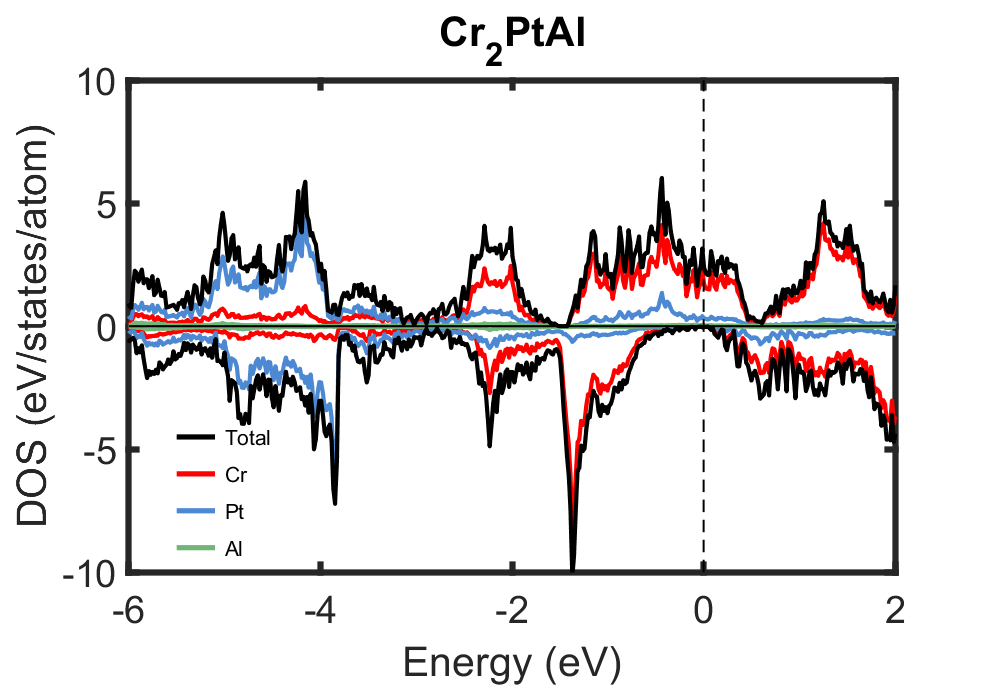 Cr2PtAl
10
5
0
-5
-10
DOS (eV/states/atom)
Total
Cr
Pt
Al
-6 -4 -2 0 2
Energy (eV)